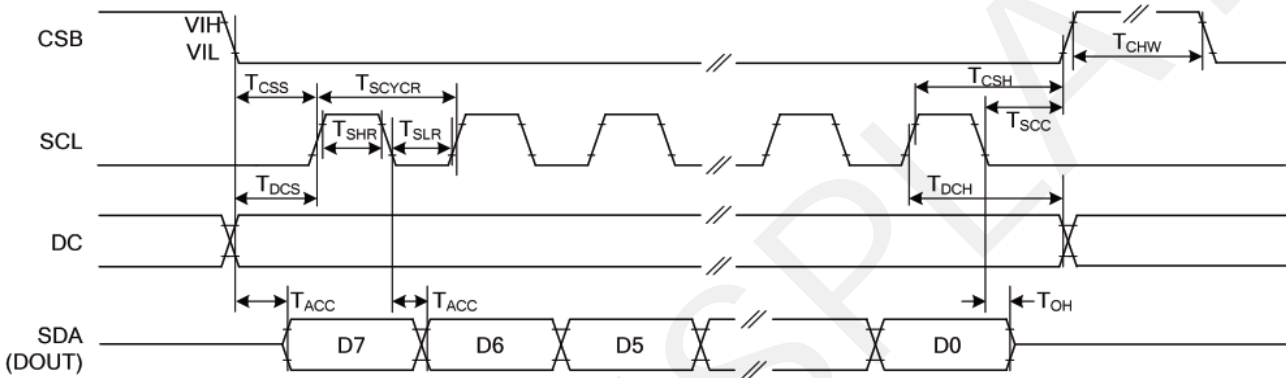 CSB
VIH
VIL
TCHW
TCSS
TSCYCR
TCSH
TSHR
TSLR
TSCC
SCL
TDCS
TDCH
DC
TACC
TACC
TOH
SDA
(DOUT)
D7
D6
D5
D0